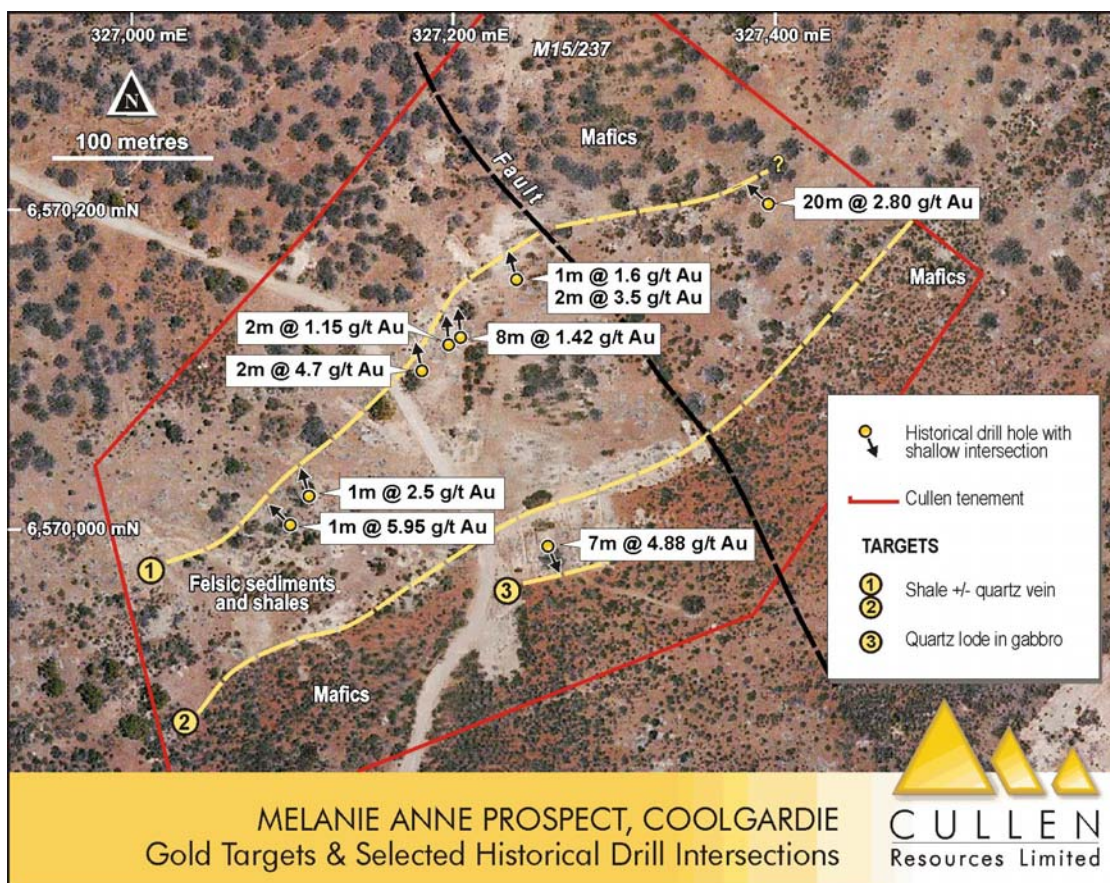 327,000 mE
327,200 mE
327,400 mE
M15/237
N
100 metres
Mafics
Fault
?
6,570,200 mN
20m @ 2.80 g/t Au
Mafics
1m @ 1.6 g/t Au
2m @ 3.5 g/t Au
2m @ 1.15 g/t Au
8m @ 1.42 g/t Au
2m @ 4.7 g/t Au
1m @ 2.5 g/t Au
6,570,000 mN
1m @ 5.95 g/t Au
7m @ 4.88 g/t Au
1
Felsic sediments
and shales
3
Mafics
2
Historical drill hole with
shallow intersection
Cullen tenement
TARGETS
1
2
Shale +/- quartz vein
3
Quartz lode in gabbro
MELANIE ANNE PROSPECT, COOLGARDIE
Gold Targets & Selected Historical Drill Intersections
CULLEN
Resources Limited